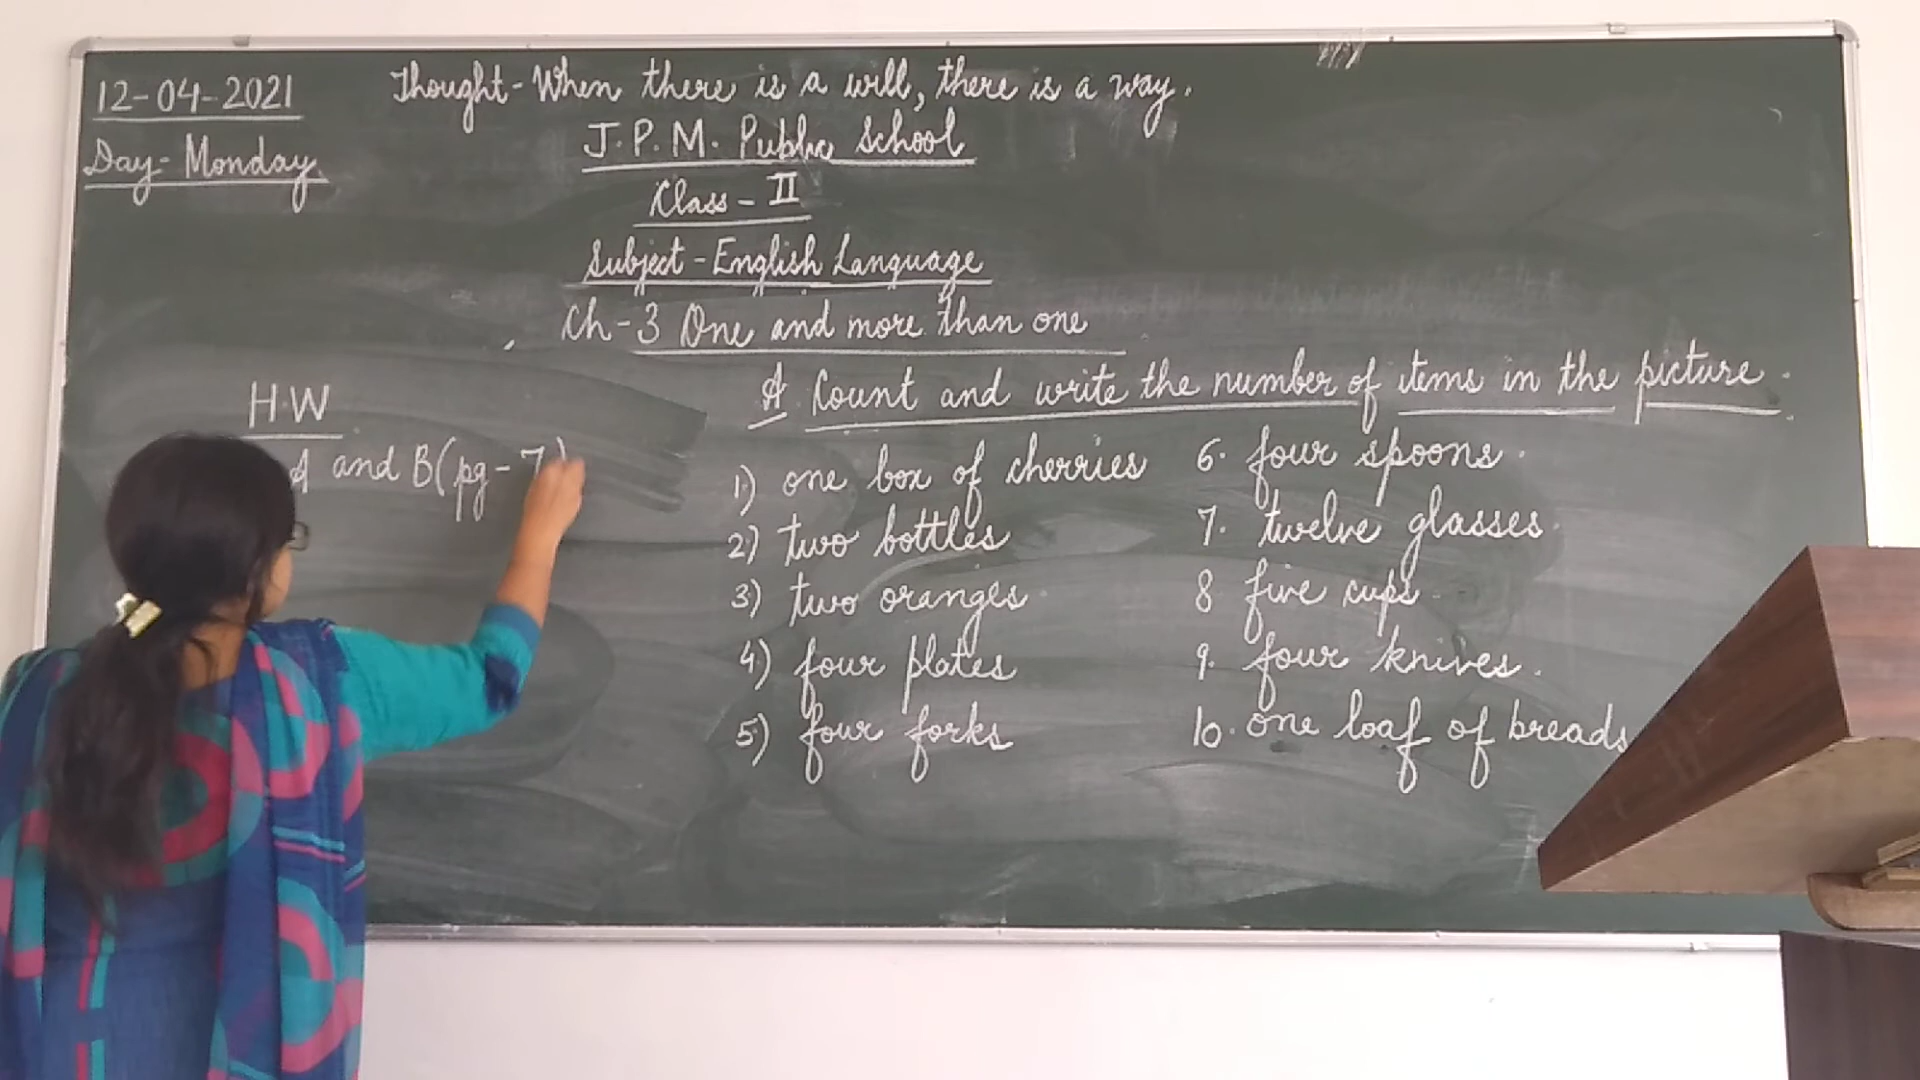 12-04-2021
Thought- When there is a will, there is a way.
Day- Monday.
J.P.M. Public School
Class - II
Subject - English Language
Ch-3 One and more than one
A Count and write the number of items in the picture.
H.W
A and B (pg-7)
1) one box of cherries
2) two bottles
3) two oranges
4) four plates
5) four forks
6. four spoons.
7. twelve glasses.
8 five cups.
9. four knives.
10. one loaf of breads